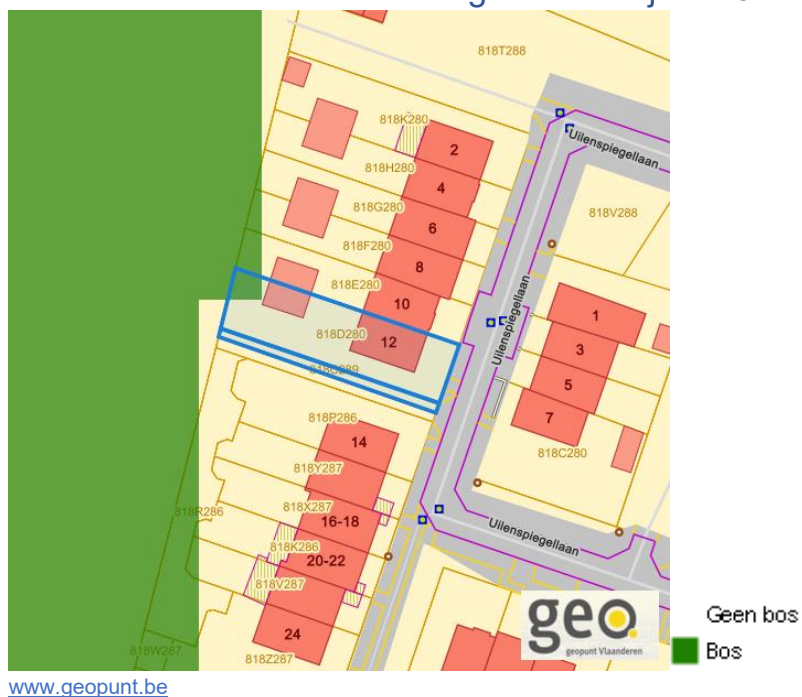 818T288
818K280
2
Uilenspiegellaan
818H280
4
818G280
6
818V288
818F280
8
818E280
10
1
818D280
12
Uilenspiegellaan
3
5
7
818P286
14
818C280
818Y287
818X287
818R286
16-18
Uilenspiegellaan
818K286
20-22
818V287
24
818W287
818Z287
geo
geopunt Vlaanderen
Geen bos
Bos
www.geopunt.be